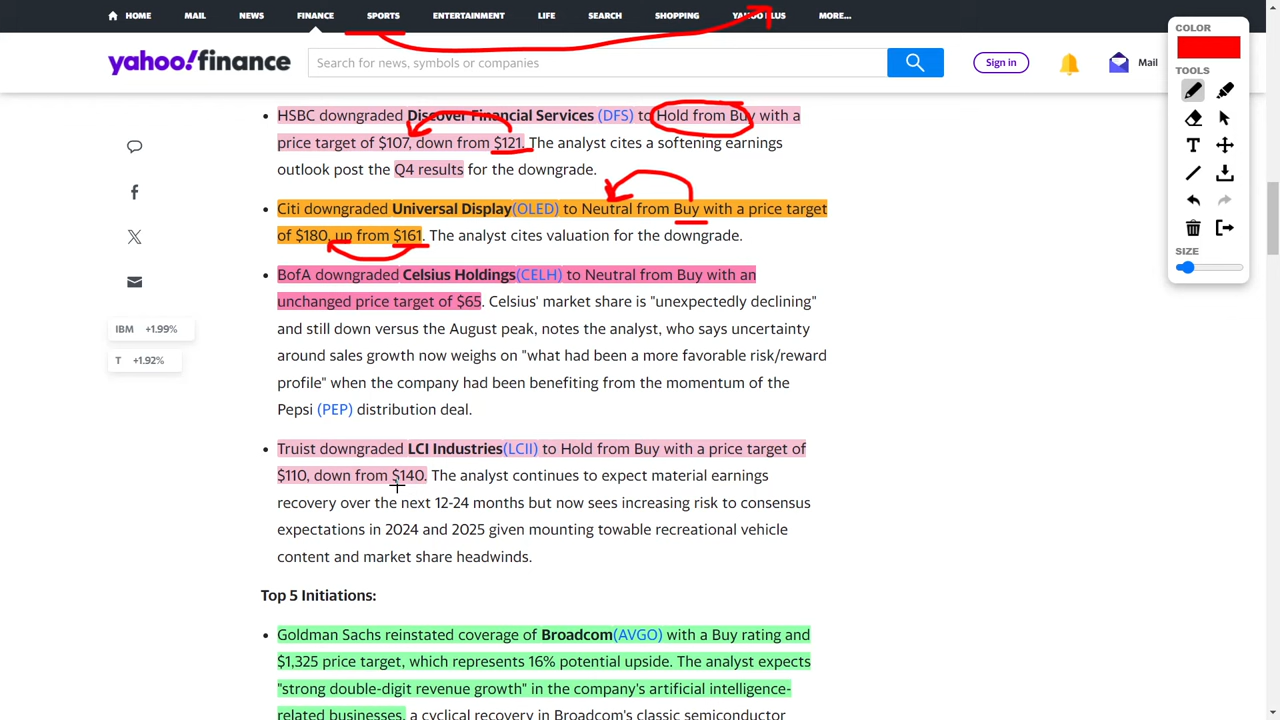 HOME MAIL NEWS FINANCE SPORTS ENTERTAINMENT LIFE SEARCH SHOPPING YAHOO PLUS MORE...
yahoo!finance
Search for news, symbols or companies
Sign in
Mail
COLOR
TOOLS
T
SIZE
IBM +1.99%
T +1.92%
• HSBC downgraded Discover Financial Services (DFS) to Hold from Buy with a
price target of $107, down from $121. The analyst cites a softening earnings
outlook post the Q4 results for the downgrade.
• Citi downgraded Universal Display(OLED) to Neutral from Buy with a price target
of $180, up from $161. The analyst cites valuation for the downgrade.
• BofA downgraded Celsius Holdings(CELH) to Neutral from Buy with an
unchanged price target of $65. Celsius' market share is "unexpectedly declining"
and still down versus the August peak, notes the analyst, who says uncertainty
around sales growth now weighs on "what had been a more favorable risk/reward
profile" when the company had been benefiting from the momentum of the
Pepsi (PEP) distribution deal.
• Truist downgraded LCI Industries(LCII) to Hold from Buy with a price target of
$110, down from $140. The analyst continues to expect material earnings
recovery over the next 12-24 months but now sees increasing risk to consensus
expectations in 2024 and 2025 given mounting towable recreational vehicle
content and market share headwinds.
Top 5 Initiations:
• Goldman Sachs reinstated coverage of Broadcom(AVGO) with a Buy rating and
$1,325 price target, which represents 16% potential upside. The analyst expects
"strong double-digit revenue growth" in the company's artificial intelligence-
related businesses, a cyclical recovery in Broadcom's classic semiconductor